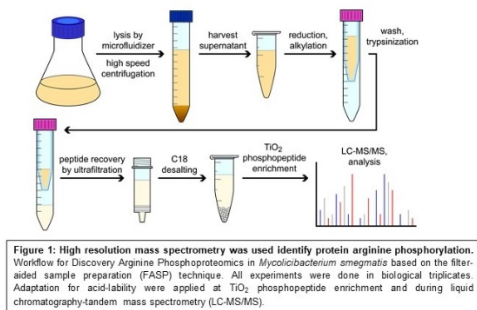 lysis by
microfluidizer
high speed
centrifugation
harvest
supernatant
reduction,
alkylation
wash,
trypsinization
peptide recovery
by ultrafiltration
C18
desalting
TiO₂
phosphopeptide
enrichment
LC-MS/MS,
analysis
Figure 1: High resolution mass spectrometry was used identify protein arginine phosphorylation.
Workflow for Discovery Arginine Phosphoproteomics in Mycolicibacterium smegmatis based on the filter-
aided sample preparation (FASP) technique. All experiments were done in biological triplicates.
Adaptation for acid-lability were applied at TiO₂ phosphopeptide enrichment and during liquid
chromatography-tandem mass spectrometry (LC-MS/MS).